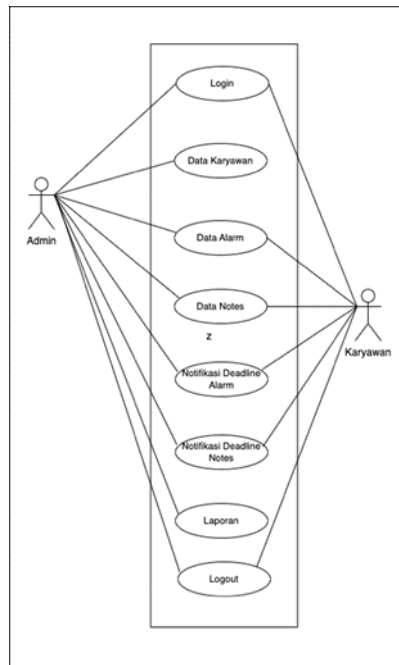 Login
Data Karyawan
Admin
Data Alarm
Data Notes
z
Karyawan
Notifikasi Deadline
Alarm
Notifikasi Deadline
Notes
Laporan
Logout